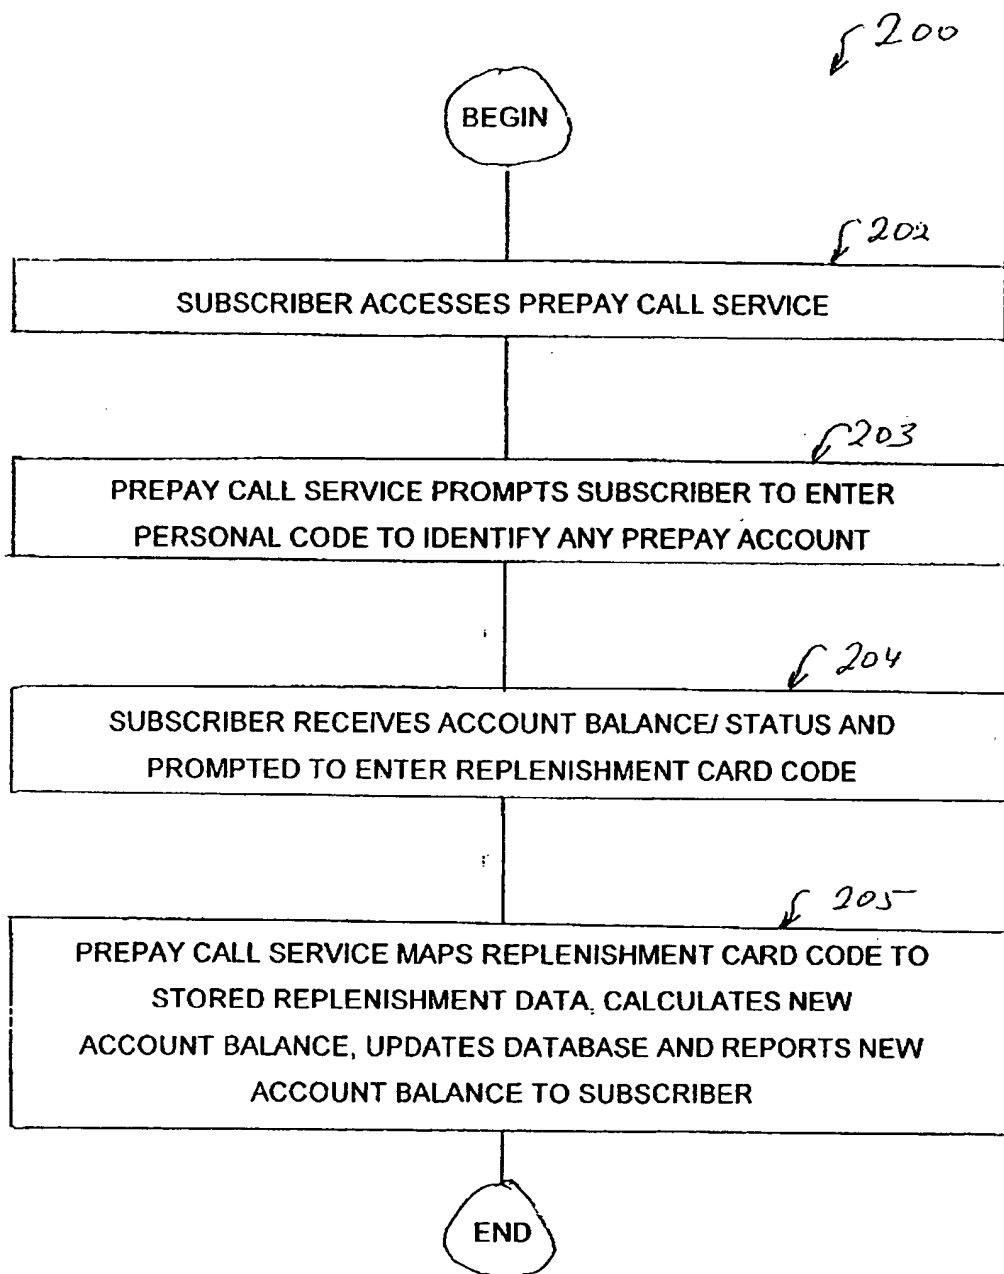 200
BEGIN
202
SUBSCRIBER ACCESSES PREPAY CALL SERVICE
203
PREPAY CALL SERVICE PROMPTS SUBSCRIBER TO ENTER
PERSONAL CODE TO IDENTIFY ANY PREPAY ACCOUNT
204
SUBSCRIBER RECEIVES ACCOUNT BALANCE/ STATUS AND
PROMPTED TO ENTER REPLENISHMENT CARD CODE
205
PREPAY CALL SERVICE MAPS REPLENISHMENT CARD CODE TO
STORED REPLENISHMENT DATA, CALCULATES NEW
ACCOUNT BALANCE, UPDATES DATABASE AND REPORTS NEW
ACCOUNT BALANCE TO SUBSCRIBER
END